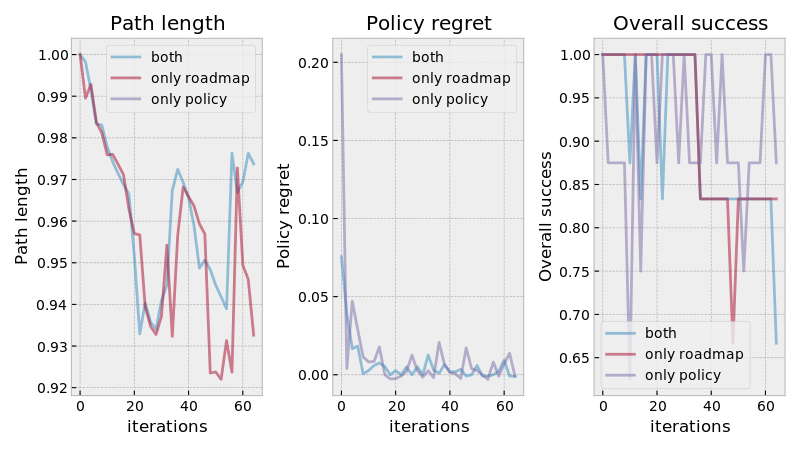 Path length
Path length
1.00
0.99
0.98
0.97
0.96
0.95
0.94
0.93
0.92
0
20
40
60
iterations
both
only roadmap
only policy
Policy regret
Policy regret
0.20
0.15
0.10
0.05
0.00
0
20
40
60
iterations
both
only roadmap
only policy
Overall success
Overall success
1.00
0.95
0.90
0.85
0.80
0.75
0.70
0.65
0
20
40
60
iterations
both
only roadmap
only policy